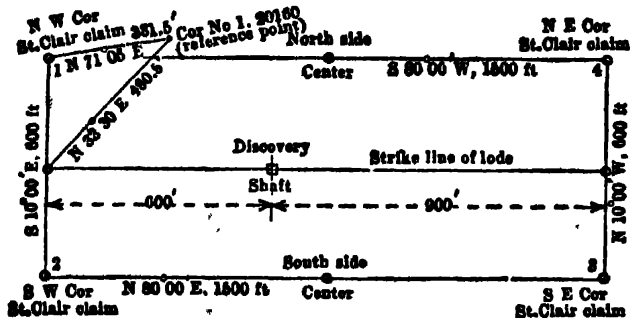 N W Cor
St.Clair claim 351.5'
Cor No 1. 20160
(reference point)
1 N 71°05' E
N 33°30' E 460.5'
North side
Center
S 80°00' W, 1500 ft
N E Cor
St.Clair claim
4
S 10°00' E, 600 ft
Discovery
Shaft
Strike line of lode
600'
900'
N 10°00' W, 600 ft
2
S W Cor
St.Clair claim
N 80°00' E, 1500 ft
South side
Center
3
S E Cor
St.Clair claim